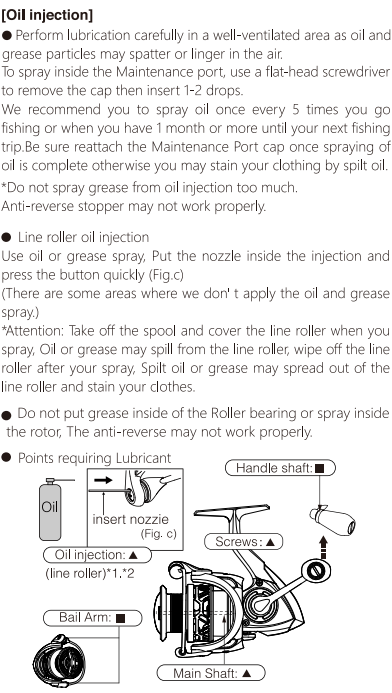 [Oil injection]
● Perform lubrication carefully in a well-ventilated area as oil and
grease particles may spatter or linger in the air.
To spray inside the Maintenance port, use a flat-head screwdriver
to remove the cap then insert 1-2 drops.
We recommend you to spray oil once every 5 times you go
fishing or when you have 1 month or more until your next fishing
trip.Be sure reattach the Maintenance Port cap once spraying of
oil is complete otherwise you may stain your clothing by spilt oil.
*Do not spray grease from oil injection too much.
Anti-reverse stopper may not work properly.
● Line roller oil injection
Use oil or grease spray, Put the nozzle inside the injection and
press the button quickly (Fig.c)
(There are some areas where we don' t apply the oil and grease
spray.)
*Attention: Take off the spool and cover the line roller when you
spray, Oil or grease may spill from the line roller, wipe off the line
roller after your spray, Spilt oil or grease may spread out of the
line roller and stain your clothes.
● Do not put grease inside of the Roller bearing or spray inside
the rotor, The anti-reverse may not work properly.
● Points requiring Lubricant
Handle shaft: ■
Oil
insert nozzie
(Fig. c)
Screws: ▲
Oil injection: ▲
(line roller)*1.*2
Bail Arm: ■
Main Shaft: ▲